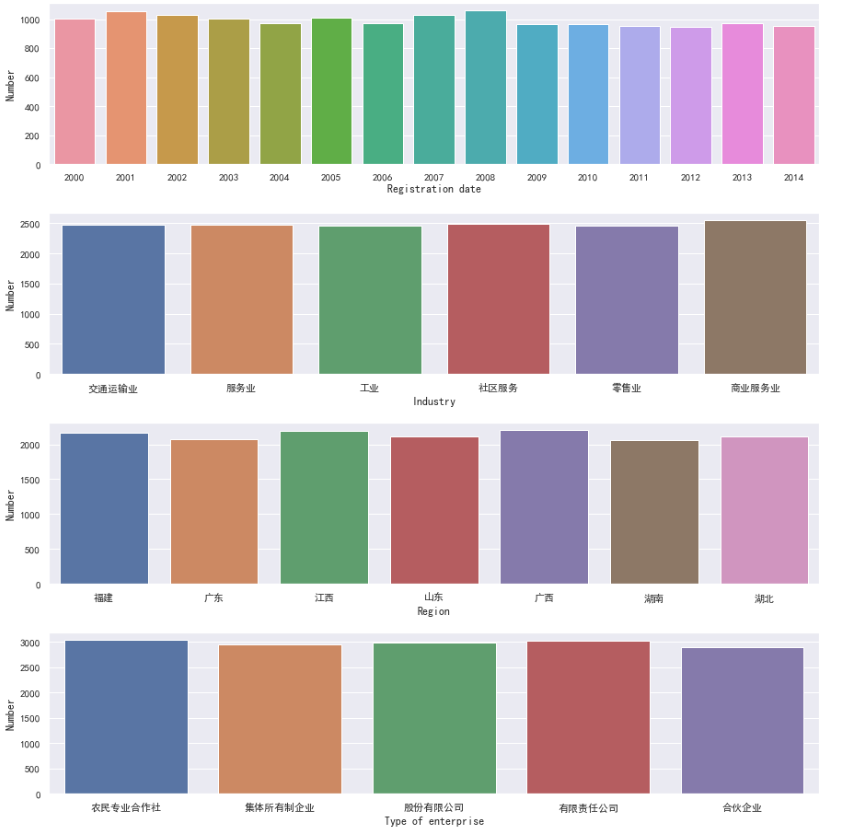 1000
800
600
400
200
0
Number
2000 2001 2002 2003 2004 2005 2006 2007 2008 2009 2010 2011 2012 2013 2014
Registration date
2500
2000
1500
1000
500
0
Number
交通运输业 服务业 工业 社区服务 零售业 商业服务业
Industry
2000
1500
1000
500
0
Number
福建 广东 江西 山东 广西 湖南 湖北
Region
3000
2500
2000
1500
1000
500
0
Number
农民专业合作社 集体所有制企业 股份有限公司 有限责任公司 合伙企业
Type of enterprise